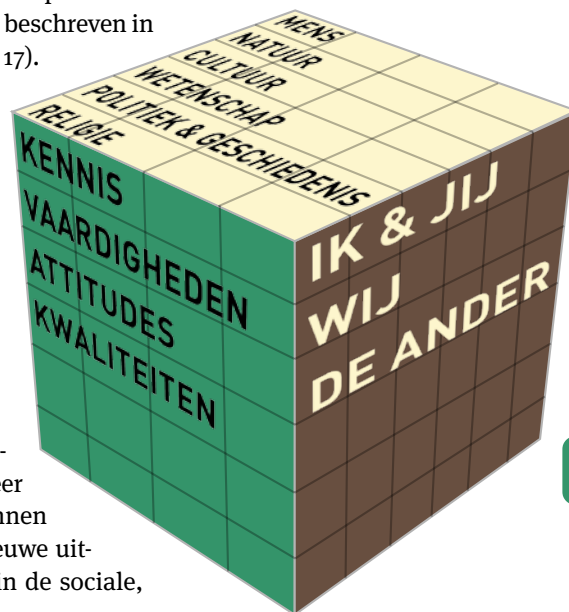 beschreven in
17).
MENS
NATUUR
CULTUUR
WETENSCHAP
POLITIEK & GESCHIEDENIS
RELIGIE
KENNIS
VAARDIGHEDEN
ATTITUDES
KWALITEITEN
IK & JIJ
WIJ
DE ANDER
-
eer
nnen
euwe uit-
in de sociale,